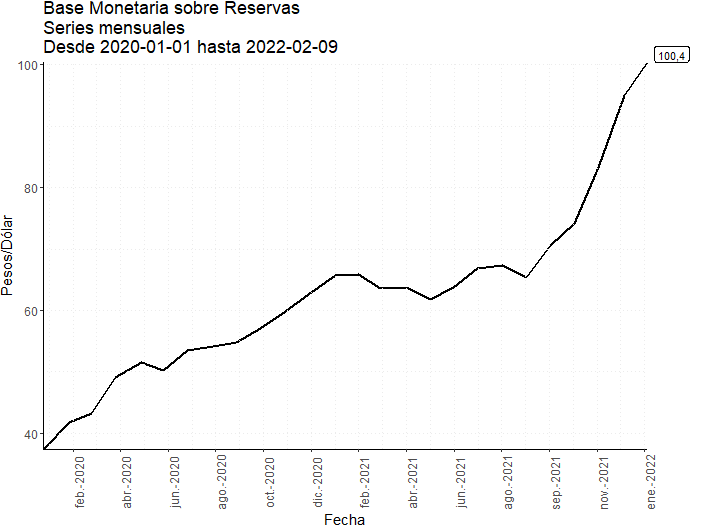 Base Monetaria sobre Reservas
Series mensuales
Desde 2020-01-01 hasta 2022-02-09
100,4
100
80
60
40
Pesos/Dólar
feb.-2020
abr.-2020
jun.-2020
ago.-2020
oct.-2020
dic.-2020
feb.-2021
abr.-2021
jun.-2021
ago.-2021
sep.-2021
nov.-2021
ene.-2022
Fecha